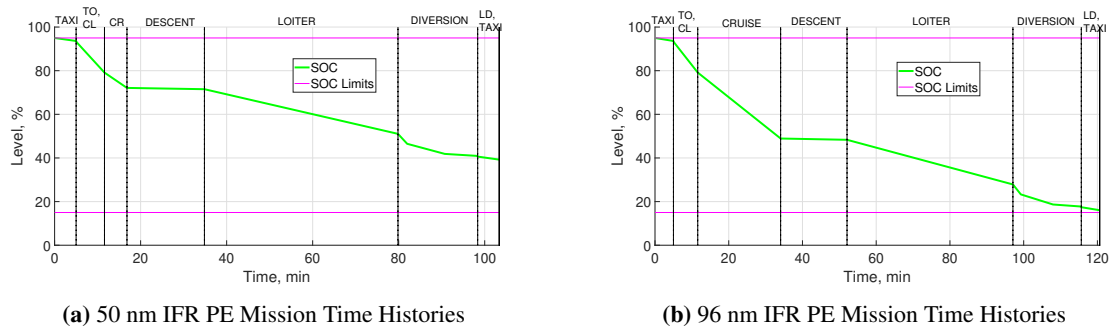 TAXI TO, CL CR DESCENT LOITER DIVERSION LD, TAXI
100
80
60
40
20
0
Level, %
SOC
SOC Limits
0 20 40 60 80 100
Time, min
(a) 50 nm IFR PE Mission Time Histories
TAXI TO, CL CRUISE DESCENT LOITER DIVERSION LD, TAXI
100
80
60
40
20
0
Level, %
SOC
SOC Limits
0 20 40 60 80 100 120
Time, min
(b) 96 nm IFR PE Mission Time Histories